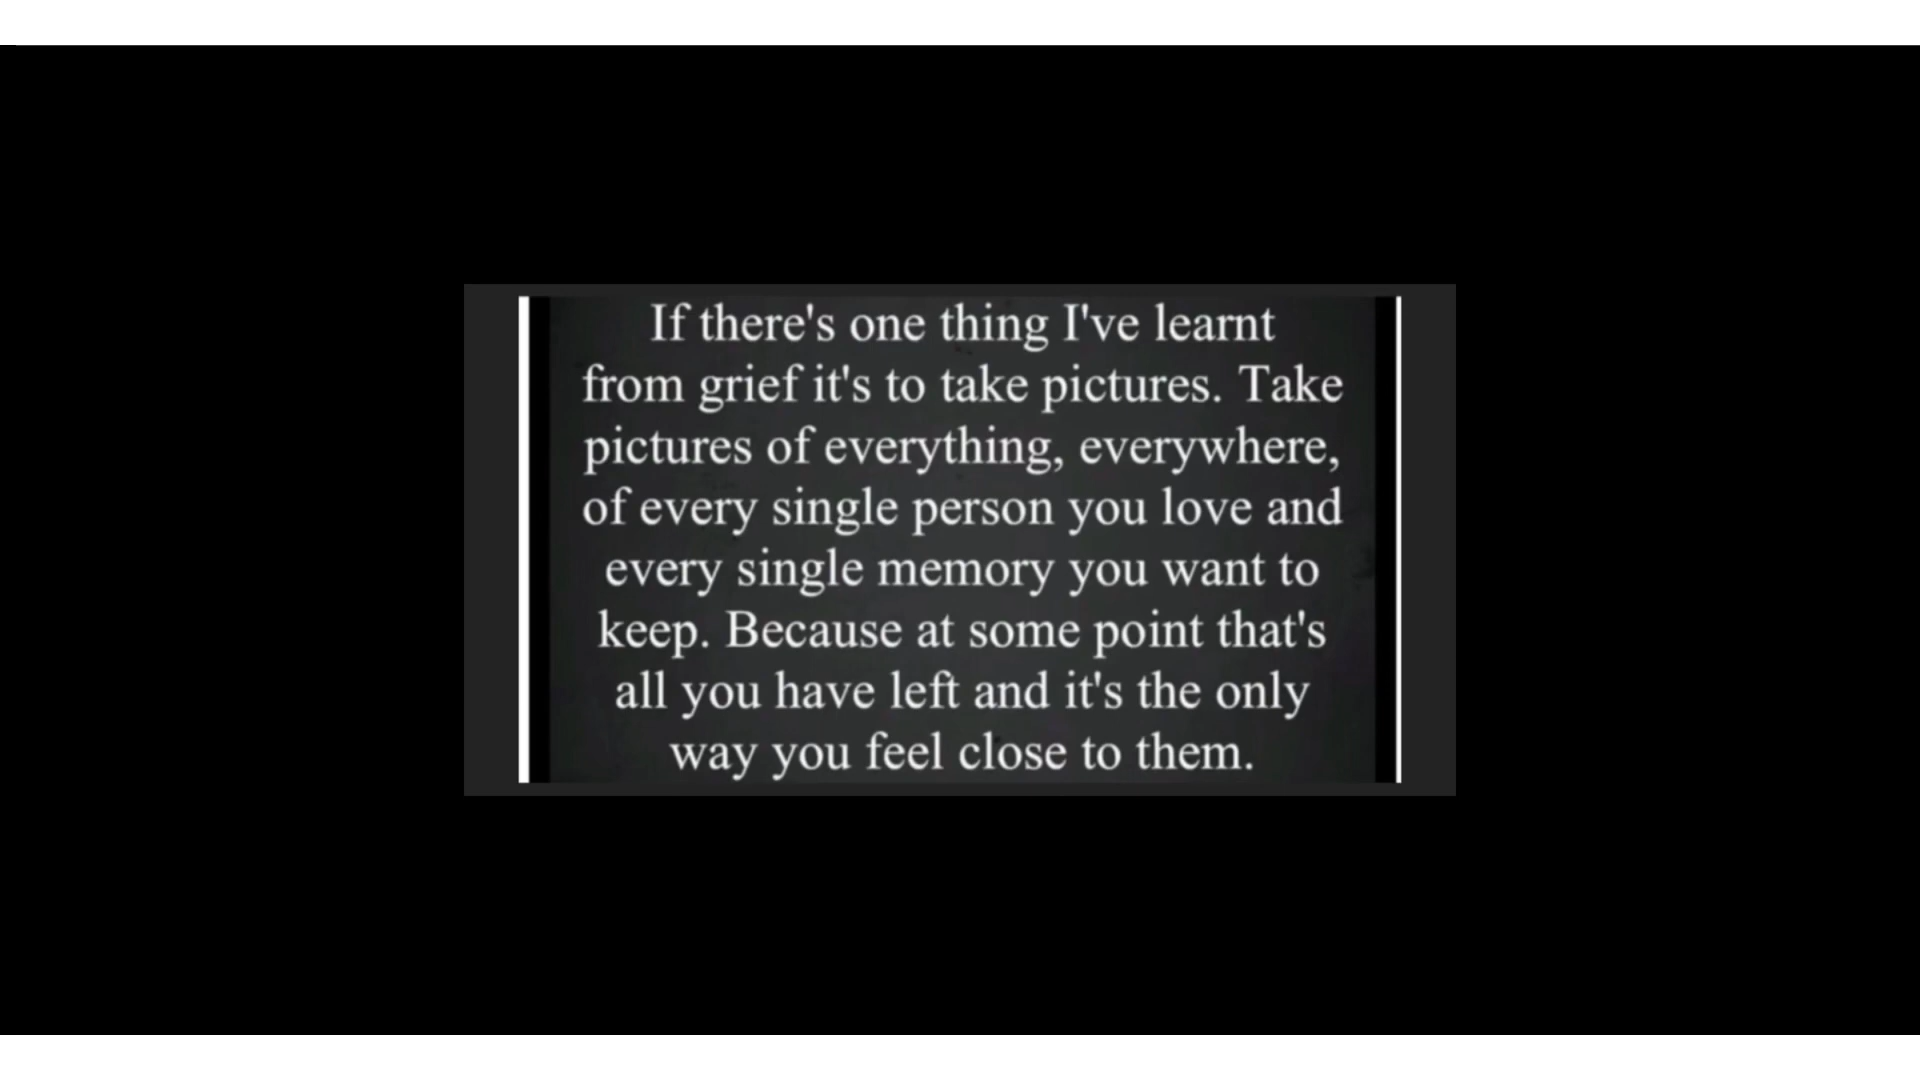 If there's one thing I've learnt
from grief it's to take pictures. Take
pictures of everything, everywhere,
of every single person you love and
every single memory you want to
keep. Because at some point that's
all you have left and it's the only
way you feel close to them.